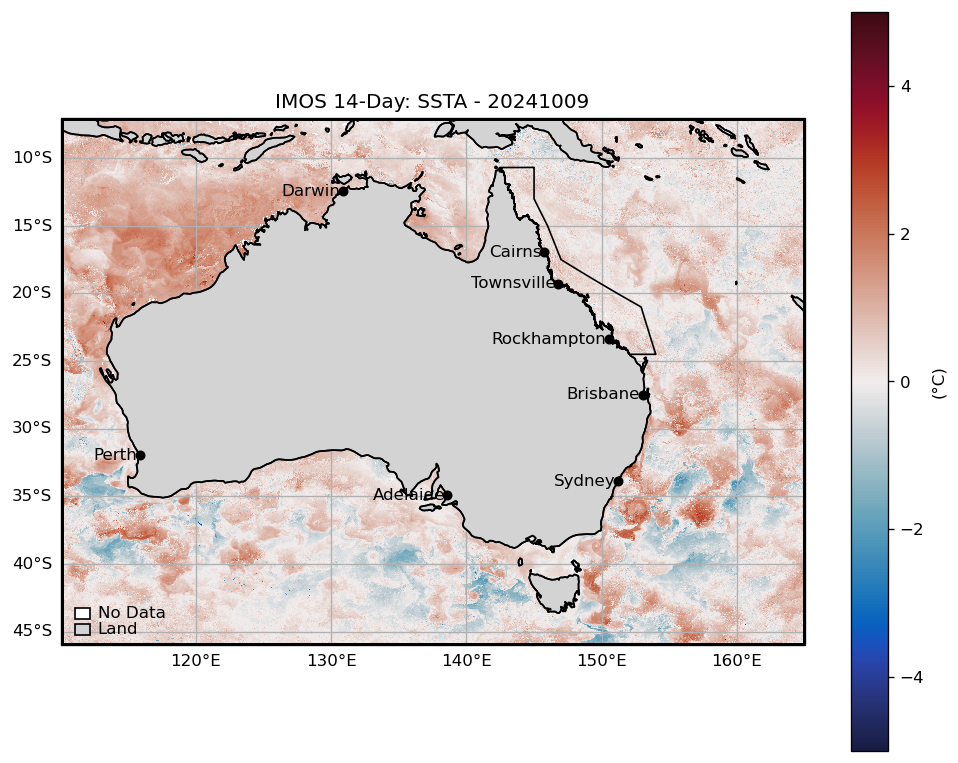 IMOS 14-Day: SSTA - 20241009
10°S
15°S
20°S
25°S
30°S
35°S
40°S
45°S
Darwin
Cairns
Townsville
Rockhampton
Brisbane
Perth
Sydney
Adelaide
No Data
Land
120°E 130°E 140°E 150°E 160°E
4
2
0
−2
−4
(°C)